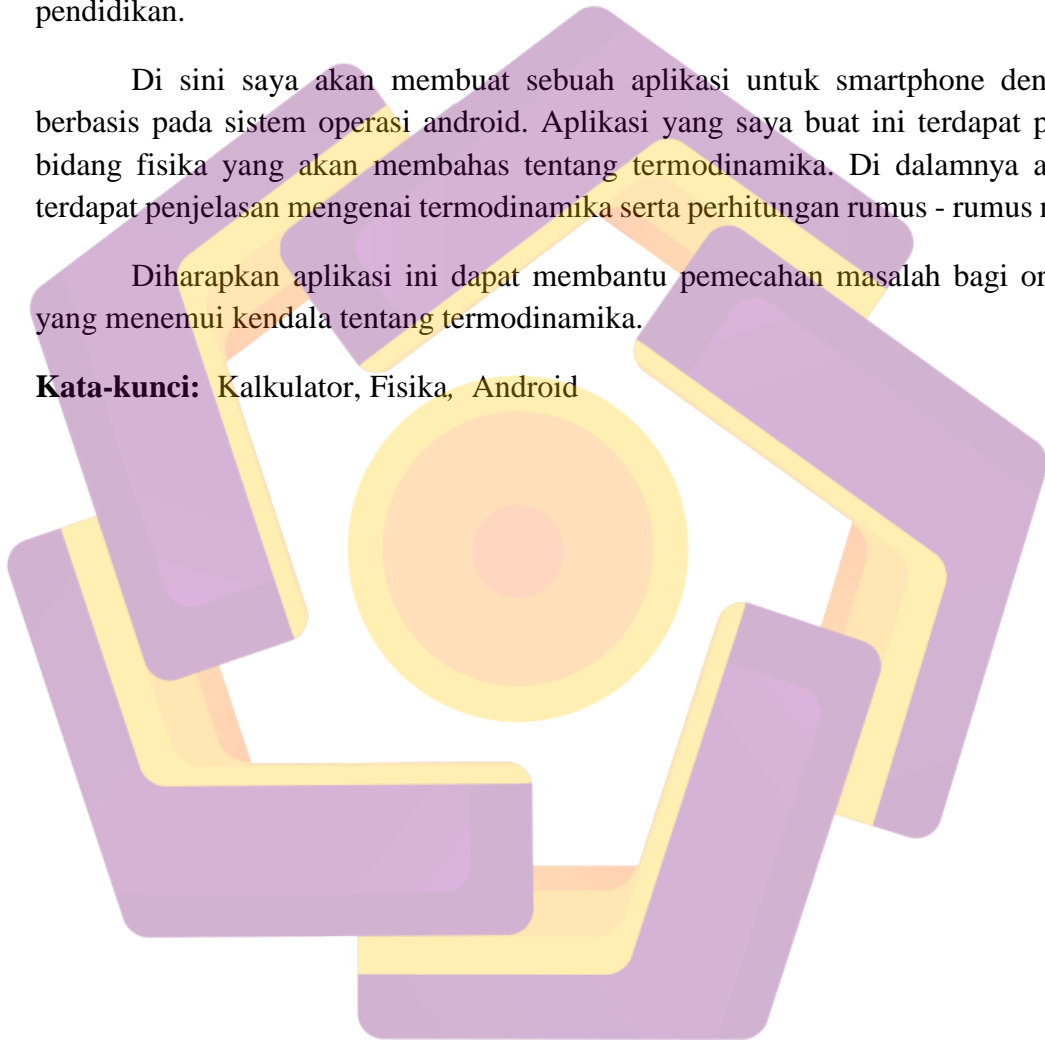 pendidikan.
Di sini saya akan membuat sebuah aplikasi untuk smartphone den
berbasis pada sistem operasi android. Aplikasi yang saya buat ini terdapat p
bidang fisika yang akan membahas tentang termodinamika. Di dalamnya a
terdapat penjelasan mengenai termodinamika serta perhitungan rumus - rumus
Diharapkan aplikasi ini dapat membantu pemecahan masalah bagi or
yang menemui kendala tentang termodinamika.
Kata-kunci: Kalkulator, Fisika, Android